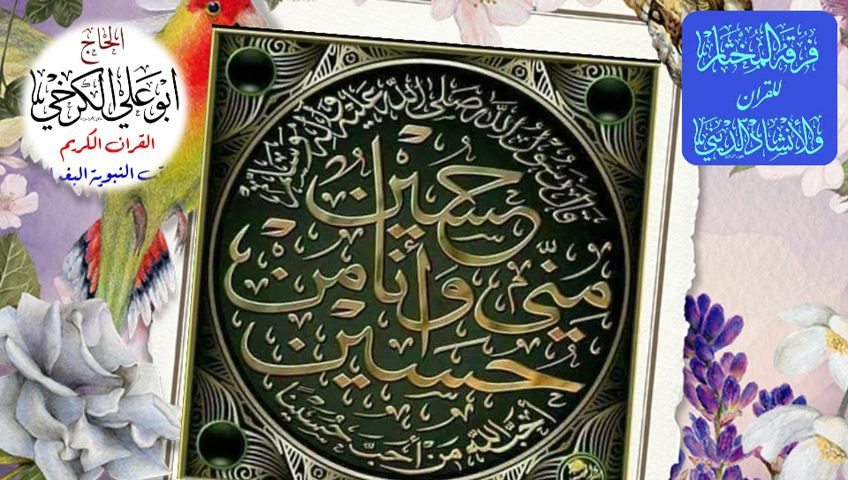 الحاج
ابو علي الكرخي
القران الكريم
النبوية البغد
فرقة المختار
للقران
والانشاد الديني
قال رسول الله صلى الله عليه وآله وسلم
حسين
مني وأنا من
حسين
أحب الله من أحب حسينا